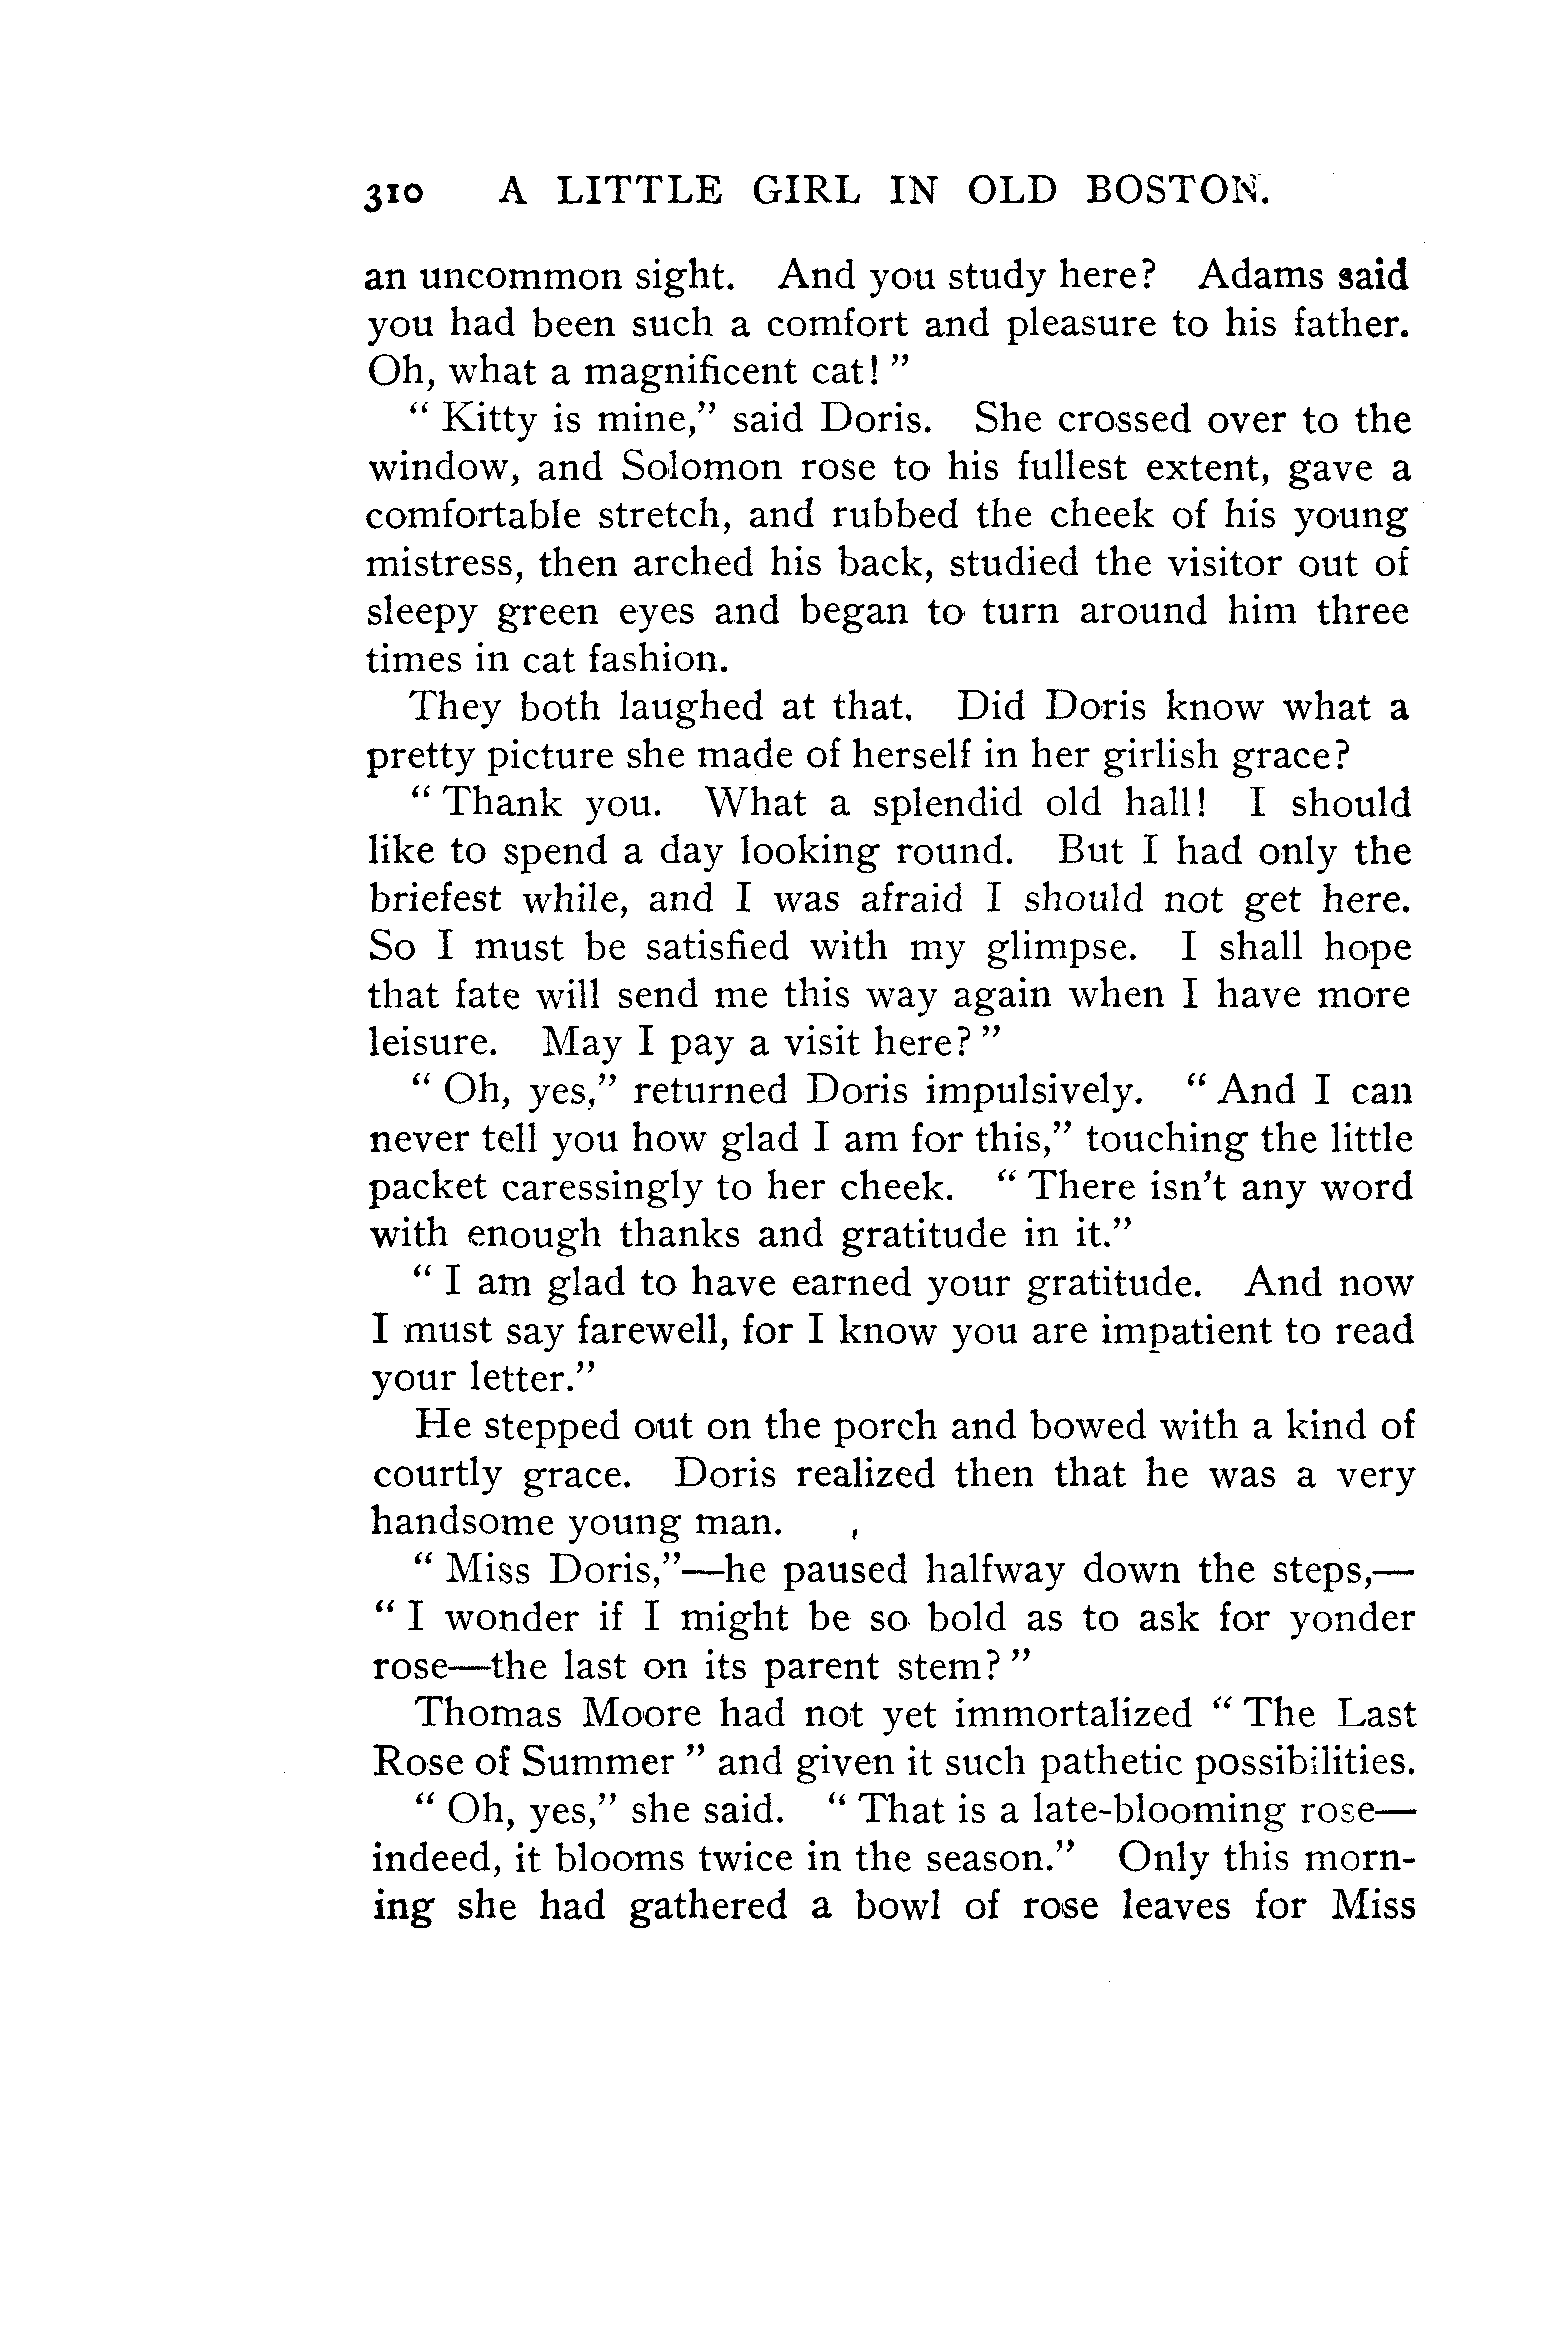 310 A LITTLE GIRL IN OLD BOSTON.
an uncommon sight. And you study here? Adams said
you had been such a comfort and pleasure to his father.
Oh, what a magnificent cat! ”
“ Kitty is mine,” said Doris. She crossed over to the
window, and Solomon rose to his fullest extent, gave a
comfortable stretch, and rubbed the cheek of his young
mistress, then arched his back, studied the visitor out of
sleepy green eyes and began to turn around him three
times in cat fashion.
They both laughed at that. Did Doris know what a
pretty picture she made of herself in her girlish grace?
“ Thank you. What a splendid old hall! I should
like to spend a day looking round. But I had only the
briefest while, and I was afraid I should not get here.
So I must be satisfied with my glimpse. I shall hope
that fate will send me this way again when I have more
leisure. May I pay a visit here? ”
“ Oh, yes,” returned Doris impulsively. “ And I can
never tell you how glad I am for this,” touching the little
packet caressingly to her cheek. “ There isn’t any word
with enough thanks and gratitude in it.”
“ I am glad to have earned your gratitude. And now
I must say farewell, for I know you are impatient to read
your letter.”
He stepped out on the porch and bowed with a kind of
courtly grace. Doris realized then that he was a very
handsome young man.
“ Miss Doris,”—he paused halfway down the steps,—
“ I wonder if I might be so bold as to ask for yonder
rose—the last on its parent stem? ”
Thomas Moore had not yet immortalized “ The Last
Rose of Summer ” and given it such pathetic possibilities.
“ Oh, yes,” she said. “ That is a late-blooming rose—
indeed, it blooms twice in the season.” Only this morn-
ing she had gathered a bowl of rose leaves for Miss